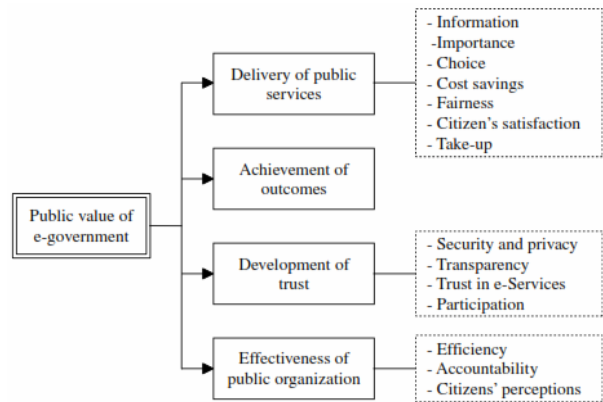 Public value of
e-government
Delivery of public
services
- Information
-Importance
- Choice
- Cost savings
- Fairness
- Citizen's satisfaction
- Take-up
Achievement of
outcomes
Development of
trust
- Security and privacy
- Transparency
- Trust in e-Services
- Participation
Effectiveness of
public organization
- Efficiency
- Accountability
- Citizens' perceptions